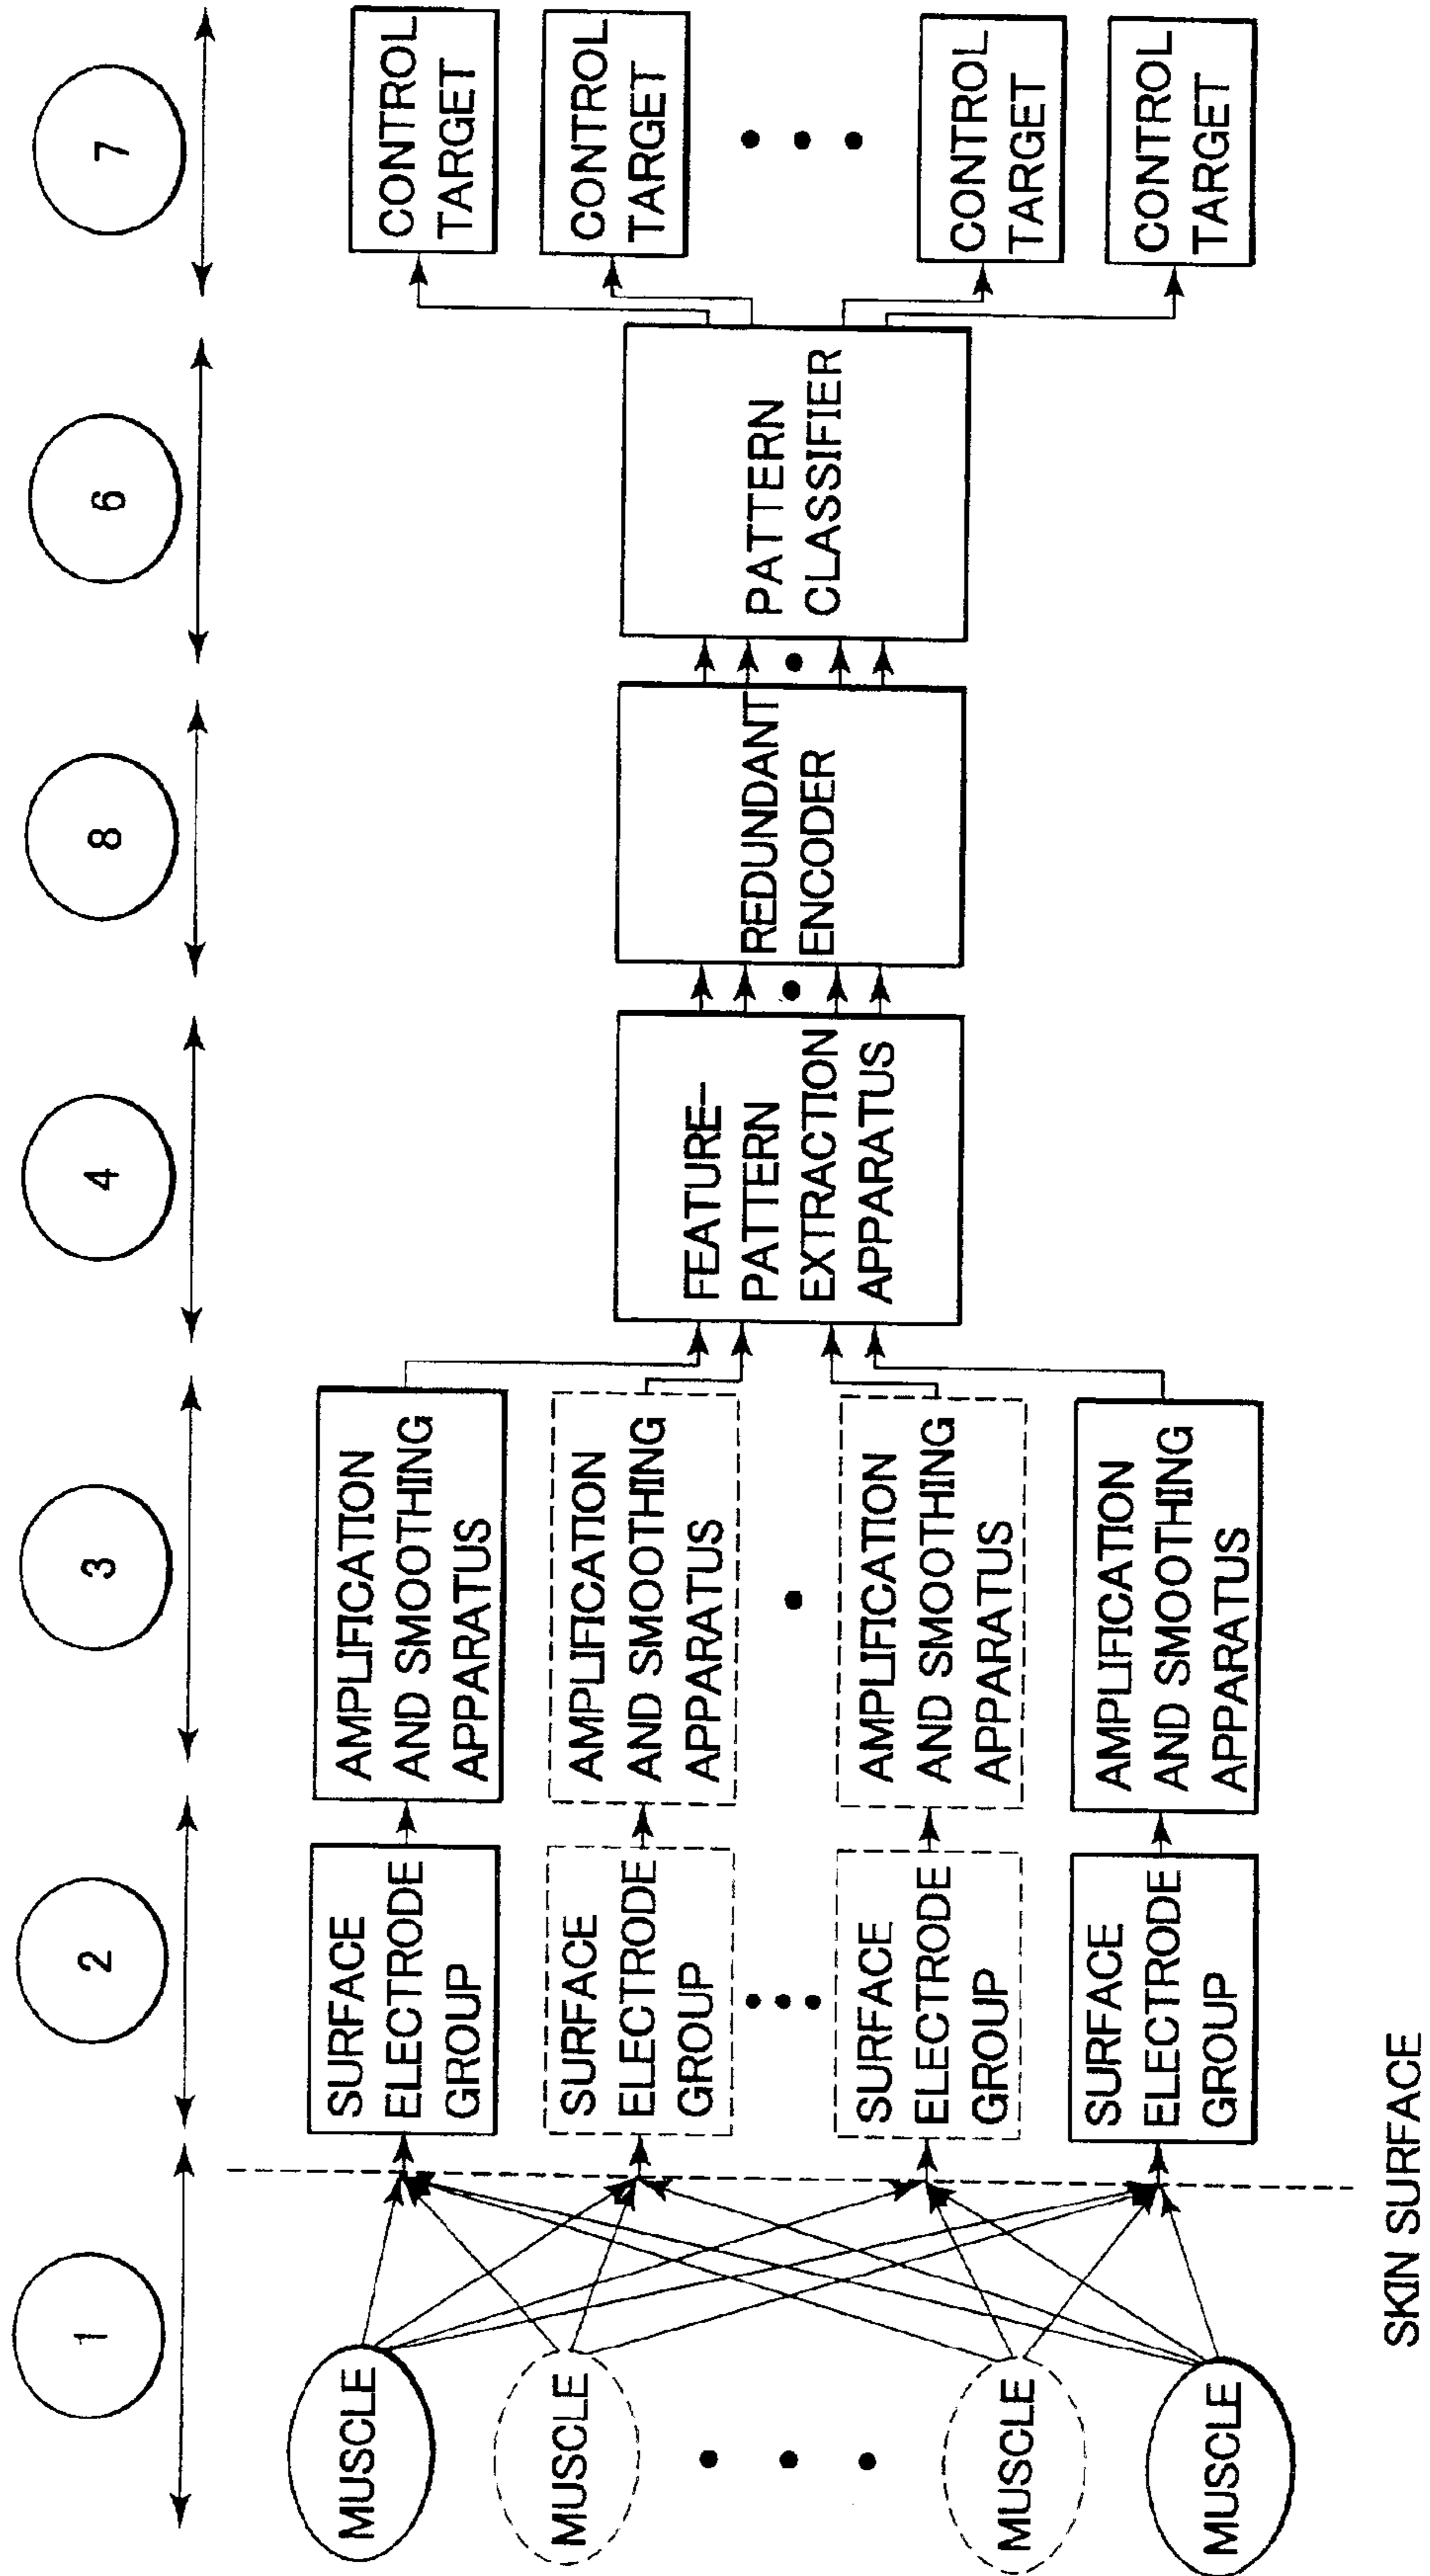 1
2
3
4
8
6
7
MUSCLE
MUSCLE
MUSCLE
MUSCLE
SKIN SURFACE
SURFACE
ELECTRODE
GROUP
SURFACE
ELECTRODE
GROUP
SURFACE
ELECTRODE
GROUP
SURFACE
ELECTRODE
GROUP
AMPLIFICATION
AND SMOOTHING
APPARATUS
AMPLIFICATION
AND SMOOTHING
APPARATUS
AMPLIFICATION
AND SMOOTHING
APPARATUS
AMPLIFICATION
AND SMOOTHING
APPARATUS
FEATURE-
PATTERN
EXTRACTION
APPARATUS
REDUNDANT
ENCODER
PATTERN
CLASSIFIER
CONTROL
TARGET
CONTROL
TARGET
CONTROL
TARGET
CONTROL
TARGET